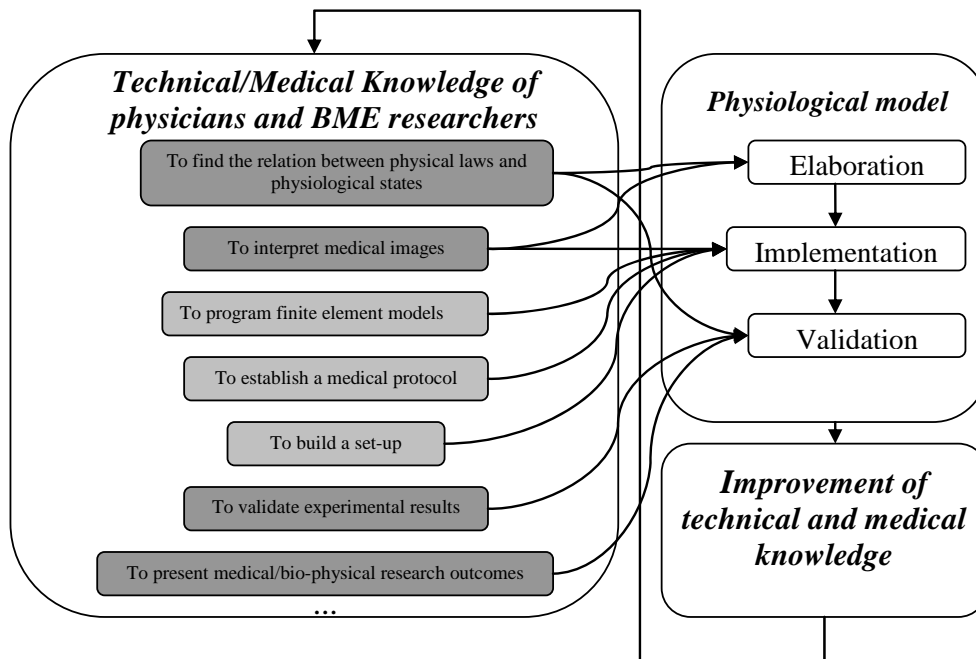 Technical/Medical Knowledge of
physicians and BME researchers
To find the relation between physical laws and
physiological states
To interpret medical images
To program finite element models
To establish a medical protocol
To build a set-up
To validate experimental results
To present medical/bio-physical research outcomes
...
Physiological model
Elaboration
Implementation
Validation
Improvement of
technical and medical
knowledge